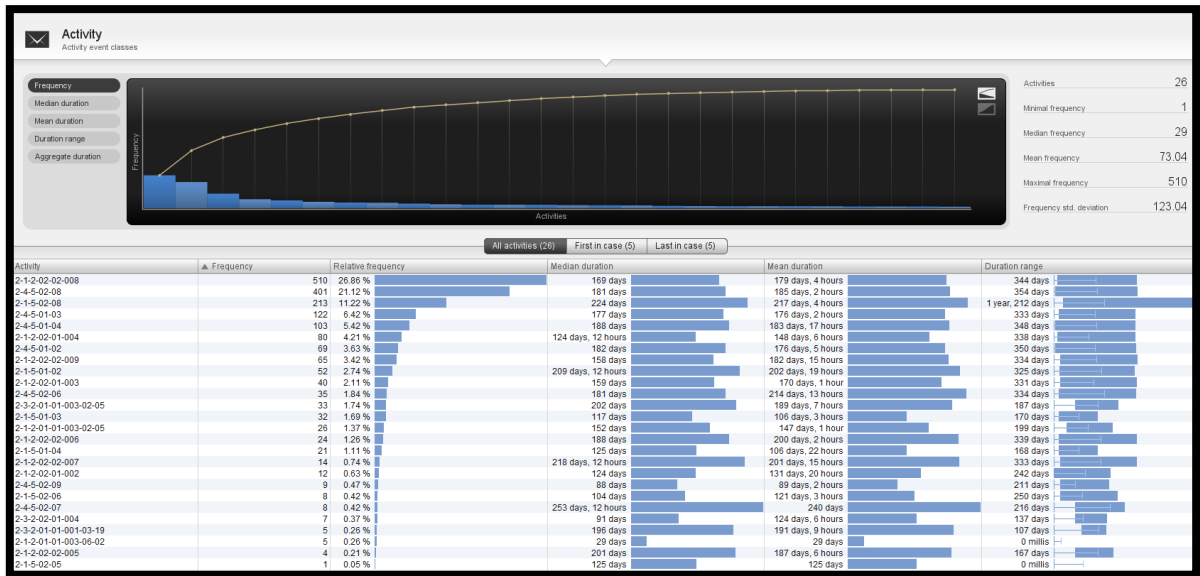 Activity
Activity event classes
Frequency
Median duration
Mean duration
Duration range
Aggregate duration
Frequency
Activities
Activities 26
Minimal frequency 1
Median frequency 29
Mean frequency 73.04
Maximal frequency 510
Frequency std. deviation 123.04
All activities (26) First in case (5) Last in case (5)
Activity ▲ Frequency Relative frequency Median duration Mean duration Duration range
2-1-2-02-02-008 510 26.86 % 169 days 179 days, 4 hours 344 days
2-4-5-02-08 401 21.12 % 181 days 185 days, 2 hours 354 days
2-1-5-02-08 213 11.22 % 224 days 217 days, 4 hours 1 year, 212 days
2-4-5-01-03 122 6.42 % 177 days 176 days, 2 hours 333 days
2-4-5-01-04 103 5.42 % 188 days 183 days, 17 hours 348 days
2-1-2-02-01-004 80 4.21 % 124 days, 12 hours 148 days, 6 hours 338 days
2-4-5-01-02 69 3.63 % 182 days 176 days, 5 hours 350 days
2-1-2-02-02-009 65 3.42 % 158 days 182 days, 15 hours 334 days
2-1-5-01-02 52 2.74 % 209 days, 12 hours 202 days, 19 hours 325 days
2-1-2-02-01-003 40 2.11 % 159 days 170 days, 1 hour 331 days
2-4-5-02-06 35 1.84 % 181 days 214 days, 13 hours 334 days
2-3-2-01-01-003-02-05 33 1.74 % 202 days 189 days, 7 hours 187 days
2-1-5-01-03 32 1.69 % 117 days 106 days, 3 hours 170 days
2-1-2-01-01-003-02-05 26 1.37 % 152 days 147 days, 1 hour 199 days
2-1-2-02-02-006 24 1.26 % 188 days 200 days, 2 hours 339 days
2-1-5-01-04 21 1.11 % 125 days 106 days, 22 hours 168 days
2-1-2-02-02-007 14 0.74 % 218 days, 12 hours 201 days, 15 hours 333 days
2-1-2-02-01-002 12 0.63 % 124 days 131 days, 20 hours 242 days
2-4-5-02-09 9 0.47 % 88 days 89 days, 2 hours 211 days
2-1-5-02-06 8 0.42 % 104 days 121 days, 3 hours 250 days
2-4-5-02-07 8 0.42 % 253 days, 12 hours 240 days 216 days
2-3-2-02-01-004 7 0.37 % 91 days 124 days, 6 hours 137 days
2-3-2-01-01-001-03-19 5 0.26 % 196 days 191 days, 9 hours 107 days
2-1-2-01-01-003-06-02 5 0.26 % 29 days 29 days 0 millis
2-1-2-02-02-005 4 0.21 % 201 days 187 days, 6 hours 167 days
2-1-5-02-05 1 0.05 % 125 days 125 days 0 millis